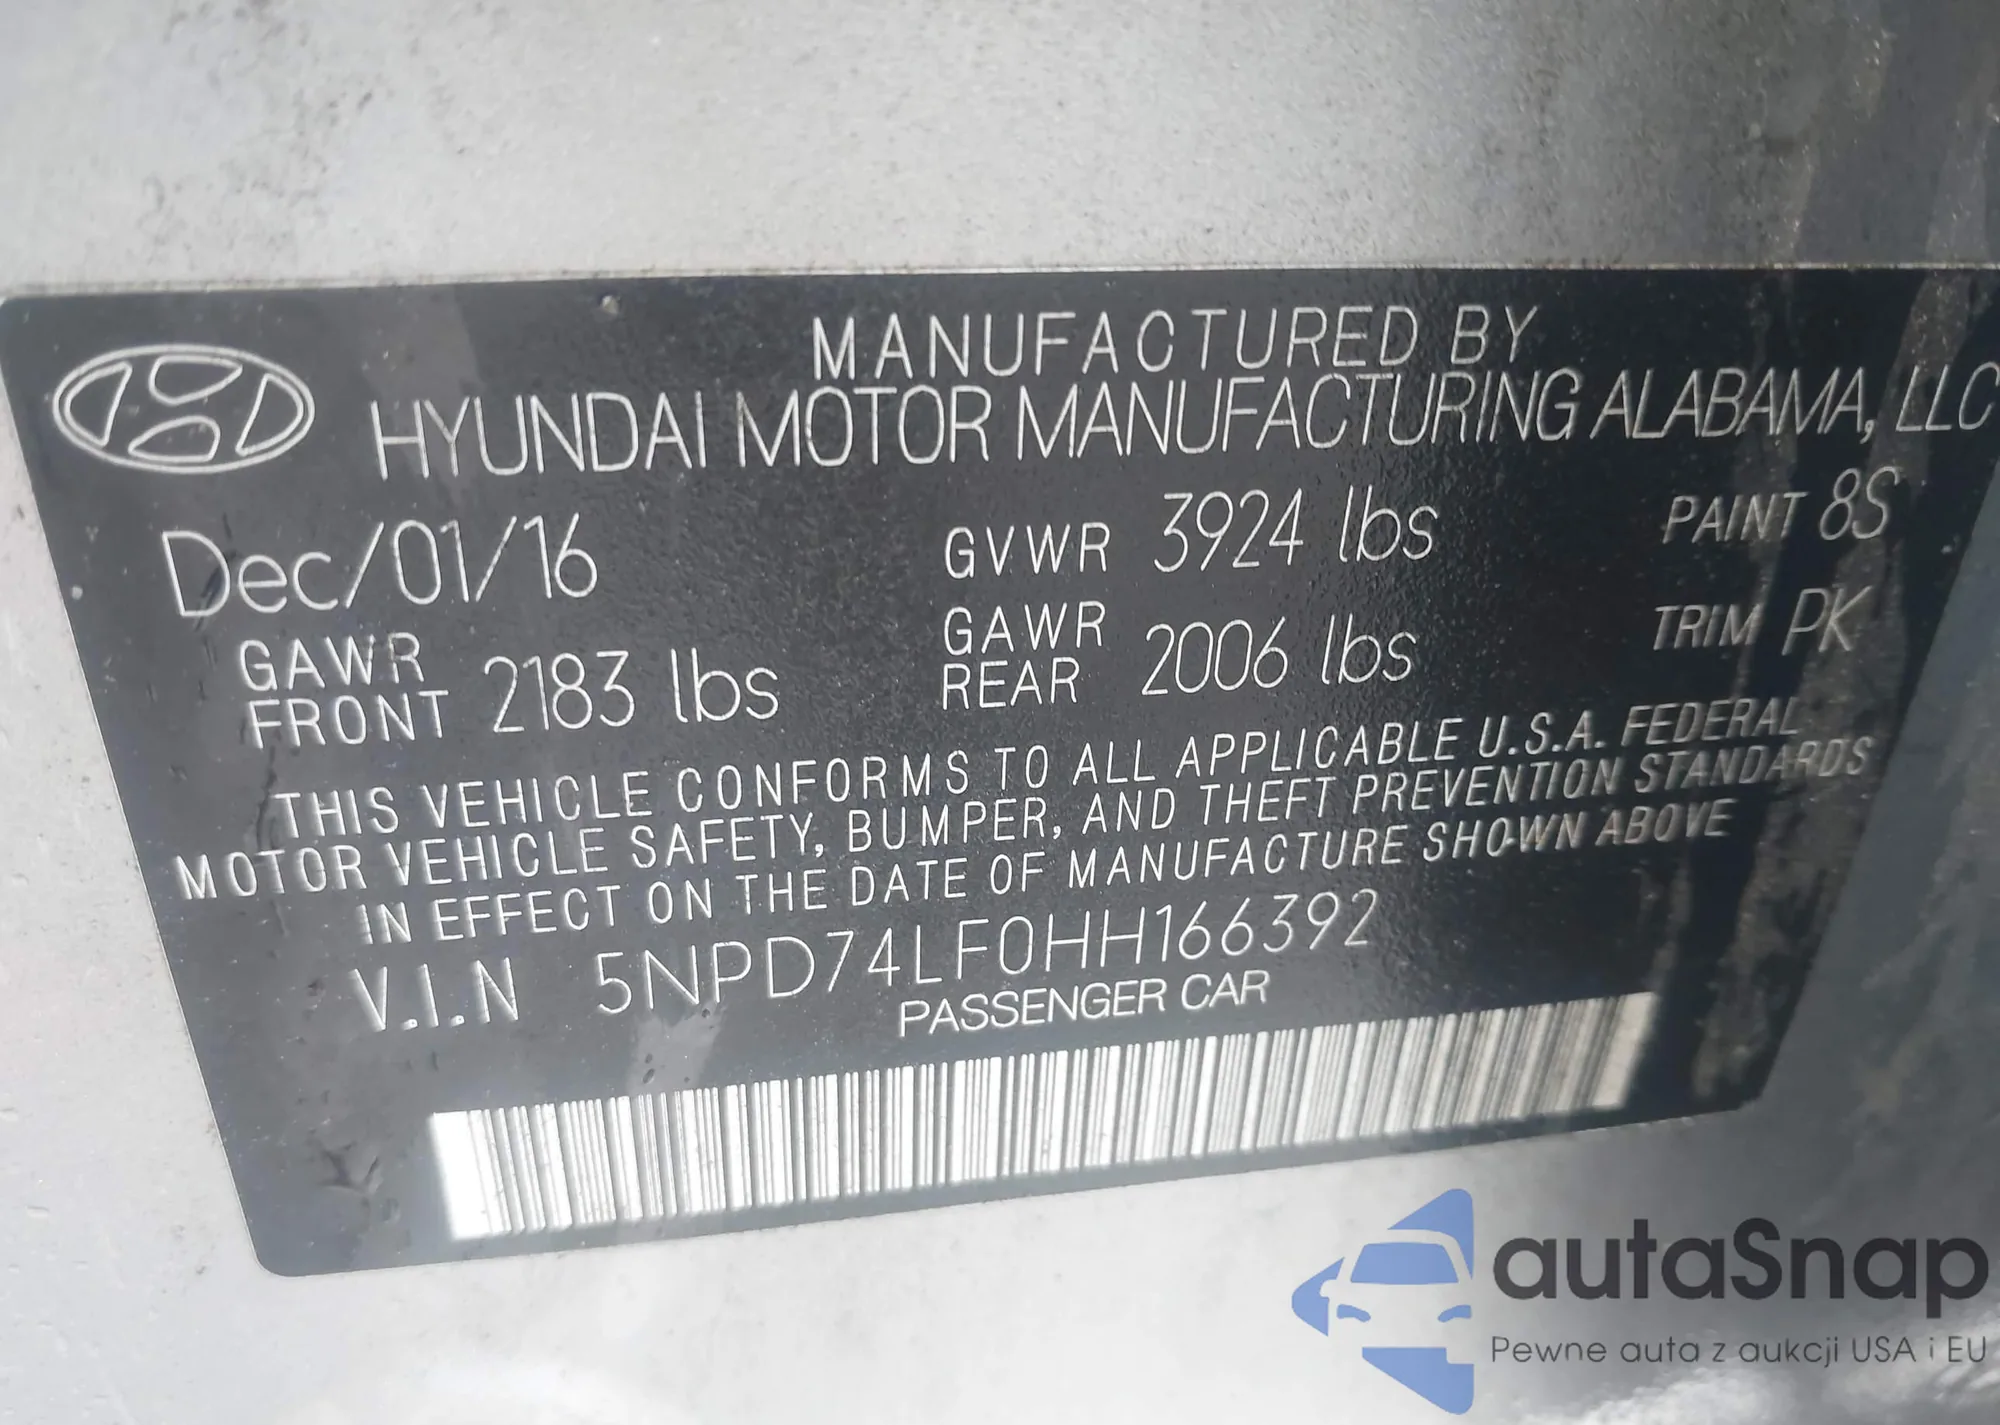 MANUFACTURED BY
HYUNDAI MOTOR MANUFACTURING ALABAMA, LLC
Dec/01/16 GVWR 3924 lbs PAINT 8S
GAWR FRONT 2183 lbs GAWR REAR 2006 lbs TRIM PK
THIS VEHICLE CONFORMS TO ALL APPLICABLE U.S.A. FEDERAL
MOTOR VEHICLE SAFETY, BUMPER, AND THEFT PREVENTION STANDARDS
IN EFFECT ON THE DATE OF MANUFACTURE SHOWN ABOVE
V.I.N 5NPD74LF0HH166392
PASSENGER CAR
autaSnap
Pewne auta z aukcji USA i EU